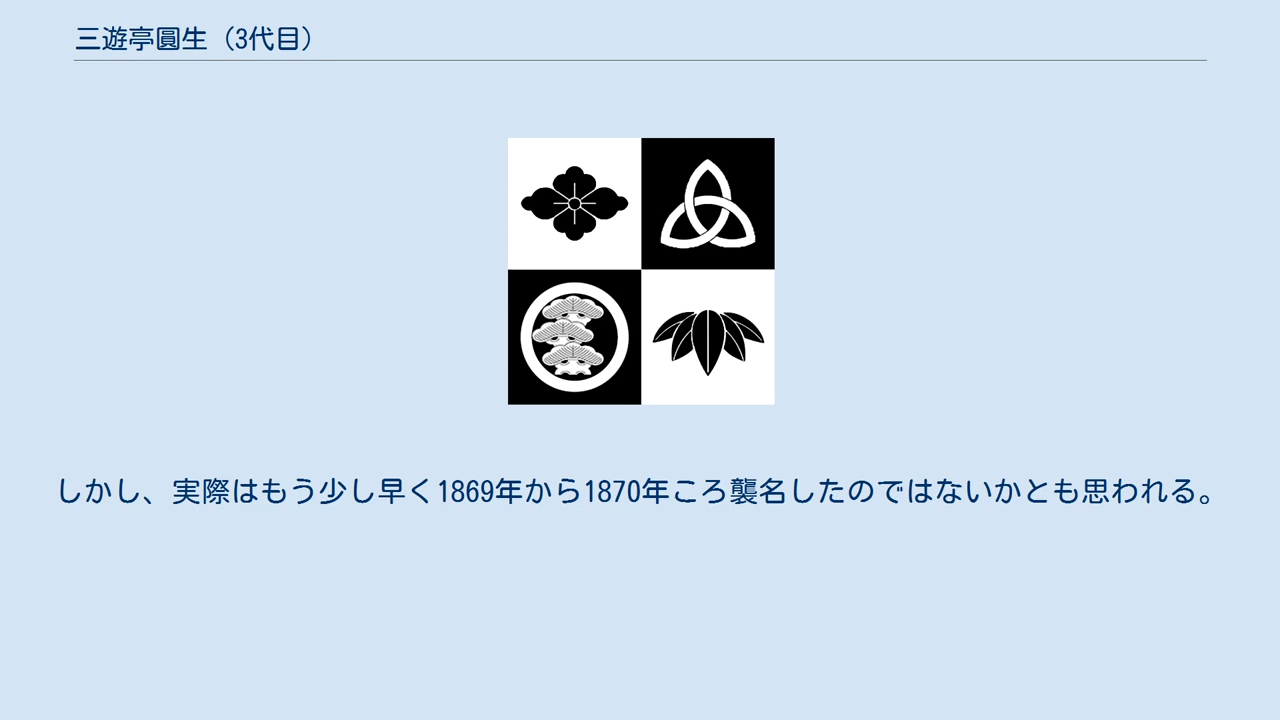 三遊亭圓生（3代目）
しかし、実際はもう少し早く1869年から1870年ころ襲名したのではないかとも思われる。